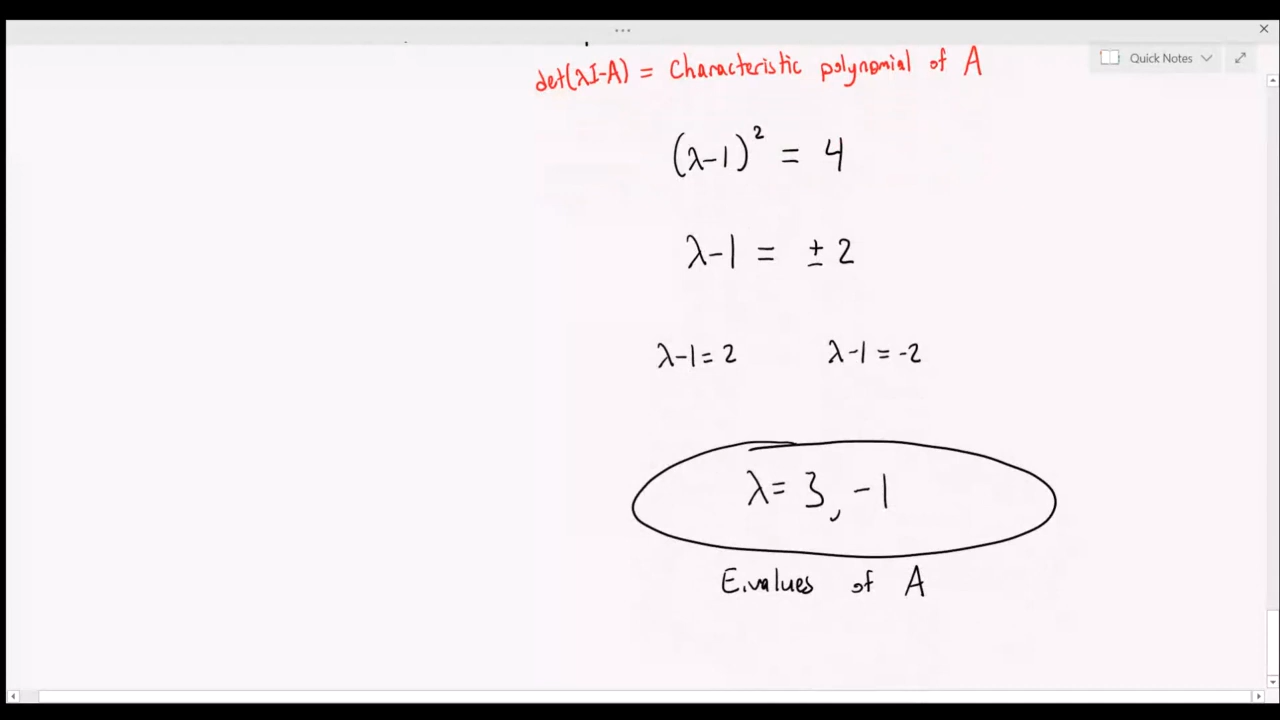 Quick Notes
det(λI-A) = Characteristic polynomial of A
(λ-1)² = 4
λ-1 = ± 2
λ-1 = 2 λ-1 = -2
λ = 3, -1
E.values of A